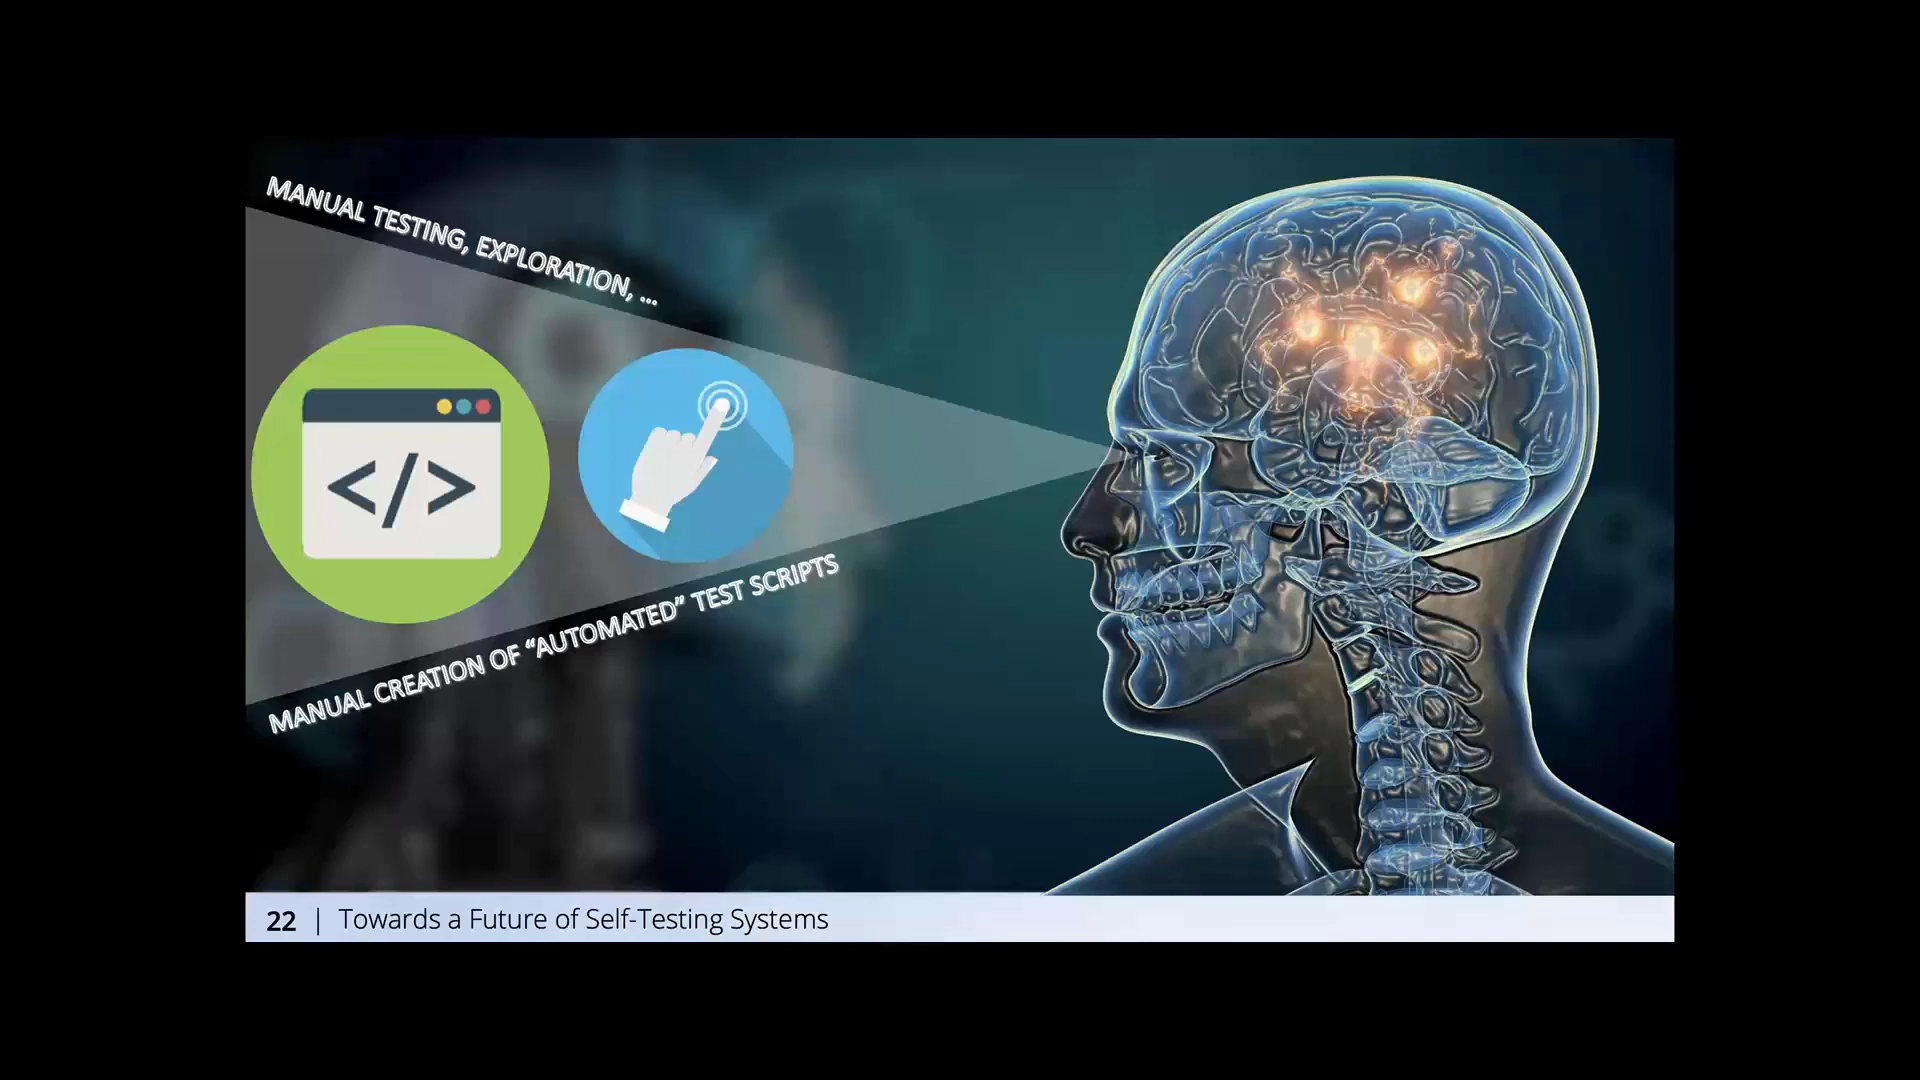 MANUAL TESTING, EXPLORATION, ...
</>
MANUAL CREATION OF “AUTOMATED” TEST SCRIPTS
22 | Towards a Future of Self-Testing Systems